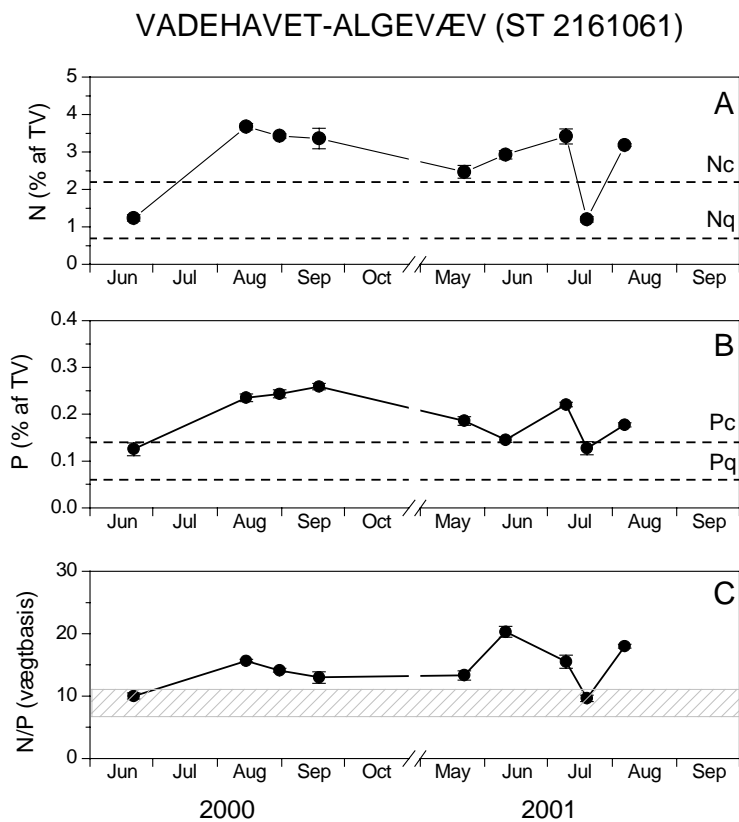 VADEHAVET-ALGEVÆV (ST 2161061)
N (% af TV)
5
4
3
2
1
0
A
Nc
Nq
Jun Jul Aug Sep Oct // May Jun Jul Aug Sep
P (% af TV)
0.4
0.3
0.2
0.1
0.0
B
Pc
Pq
Jun Jul Aug Sep Oct // May Jun Jul Aug Sep
N/P (vægtbasis)
30
20
10
0
C
Jun Jul Aug Sep Oct // May Jun Jul Aug Sep
2000 2001